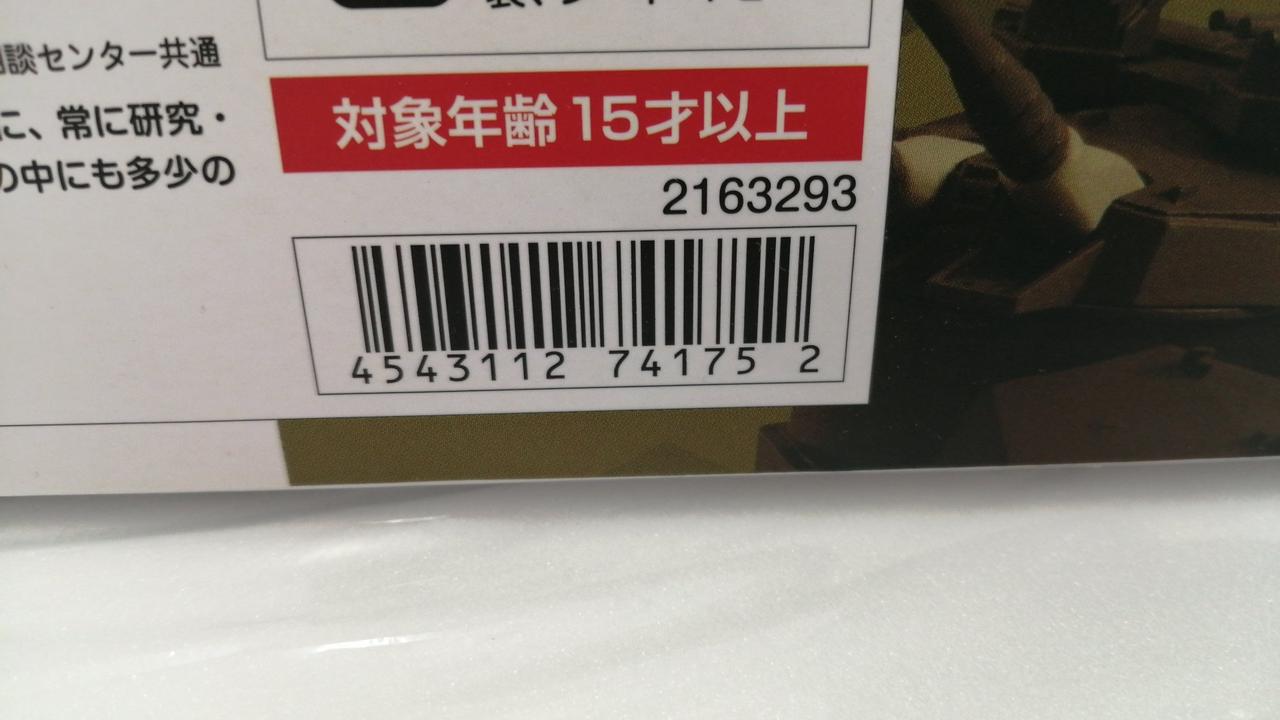 談センター共通
に、常に研究・
の中にも多少の
対象年齢 15才以上
2163293
4543112 74175 2